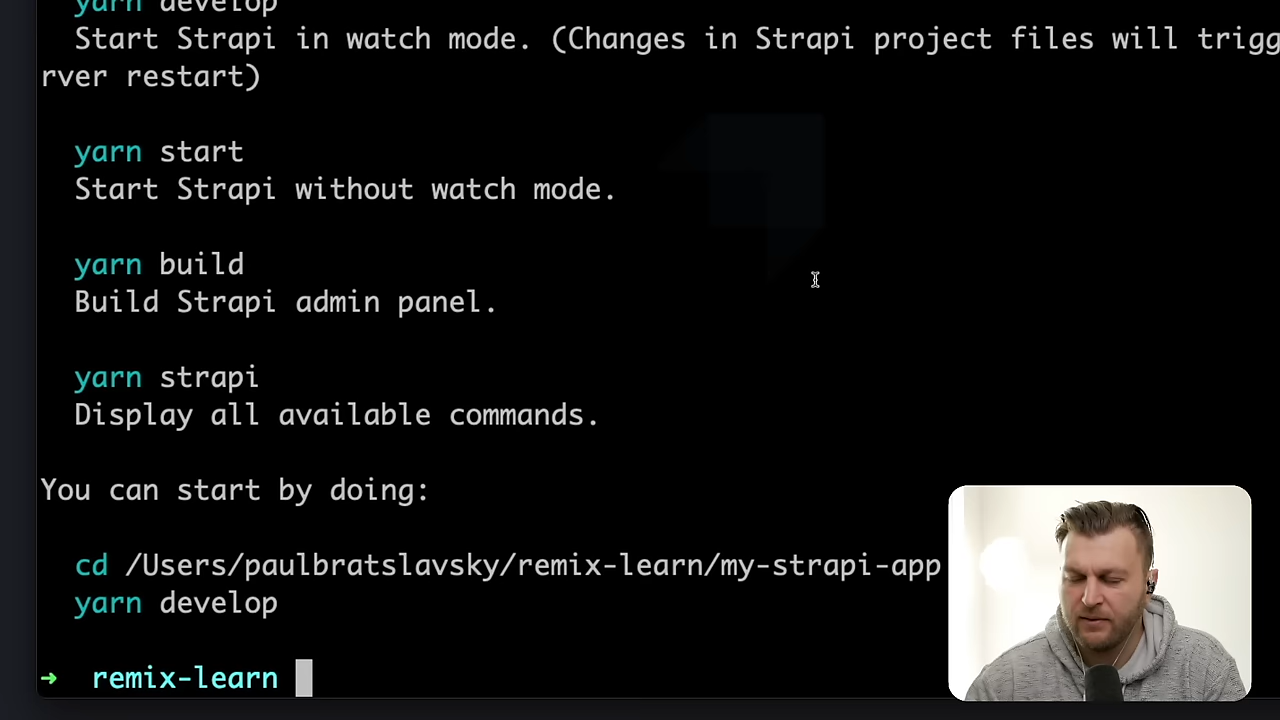 yarn develop
Start Strapi in watch mode. (Changes in Strapi project files will trigg
rver restart)
yarn start
Start Strapi without watch mode.
yarn build
Build Strapi admin panel.
yarn strapi
Display all available commands.
You can start by doing:
cd /Users/paulbratslavsky/remix-learn/my-strapi-app
yarn develop
→ remix-learn